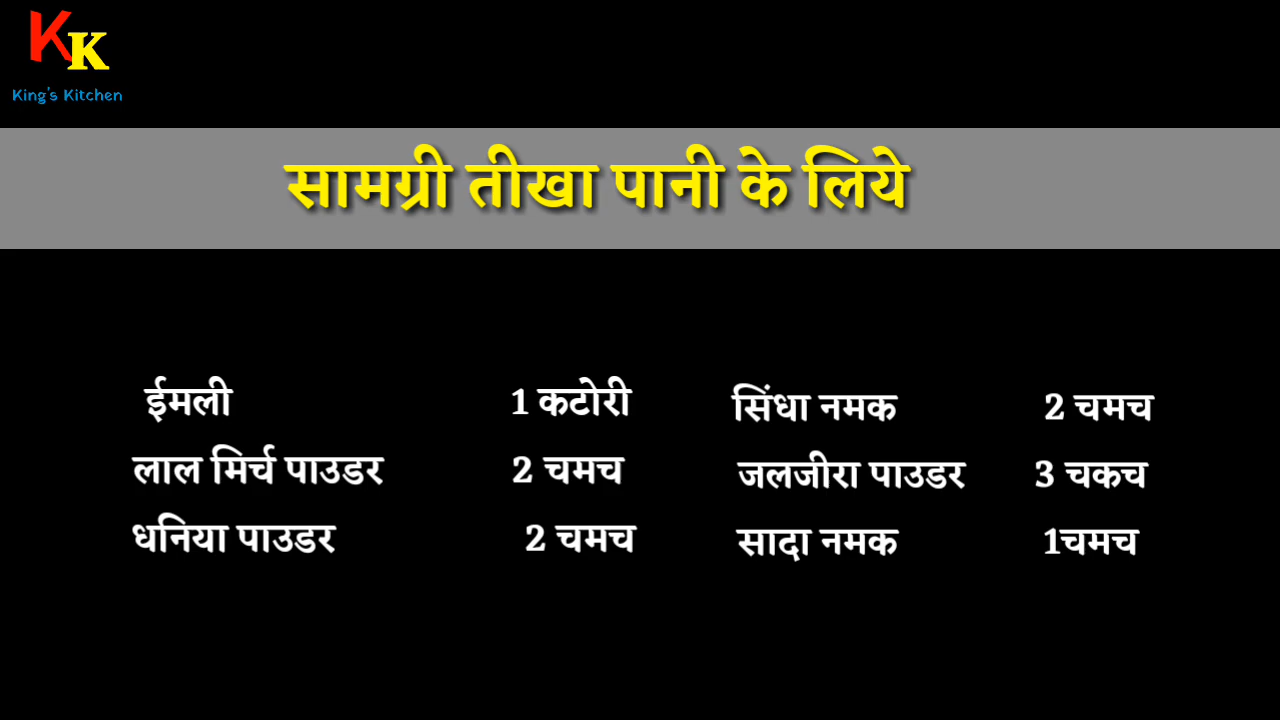 KK
King's Kitchen
सामग्री तीखा पानी के लिये
ईमली 1 कटोरी
लाल मिर्च पाउडर 2 चमच
धनिया पाउडर 2 चमच
सिंधा नमक 2 चमच
जलजीरा पाउडर 3 चकच
सादा नमक 1चमच